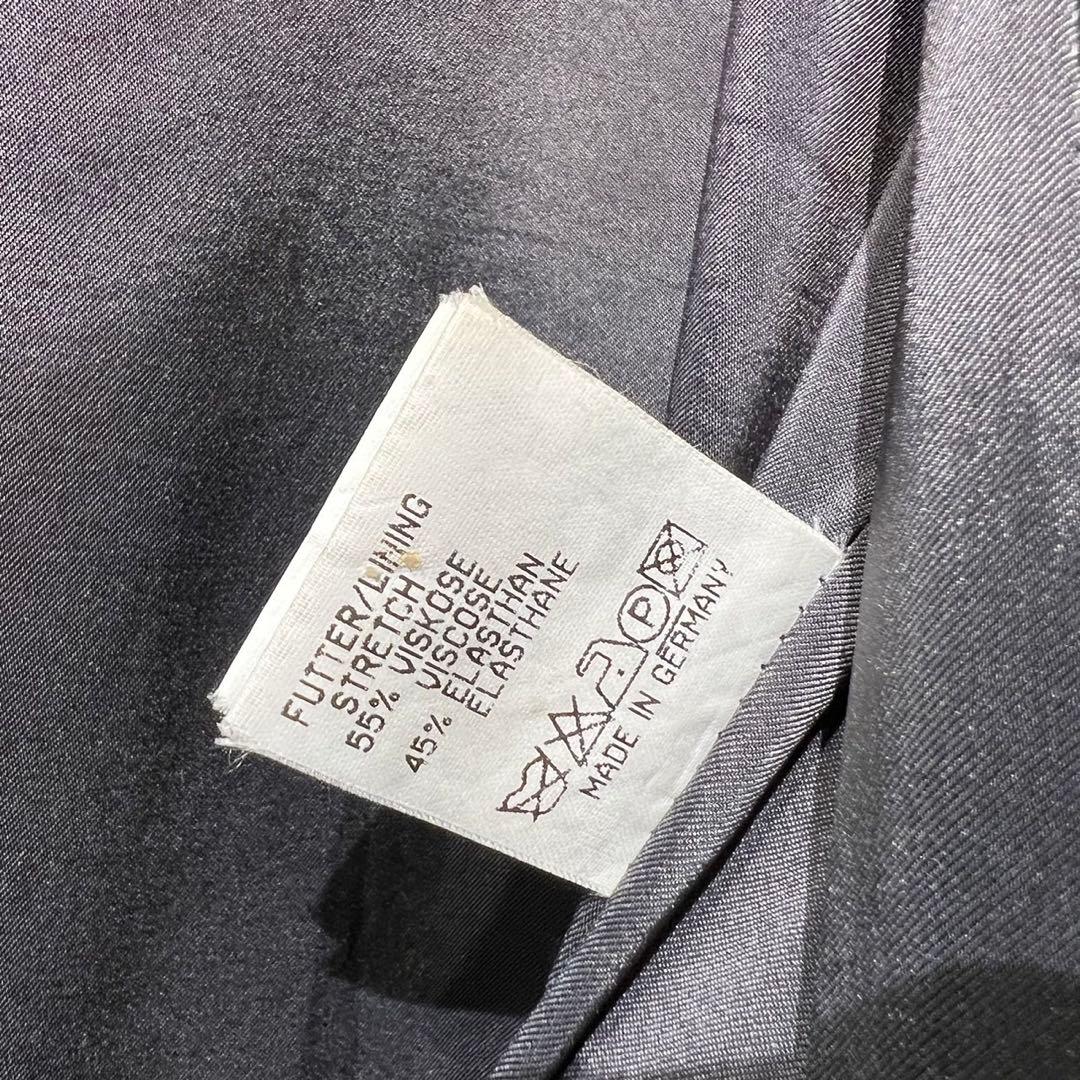 FUTTER/LINING
STRETCH
55% VISKOSE
VISCOSE
45% ELASTHAN
ELASTHANE
P
MADE IN GERMANY